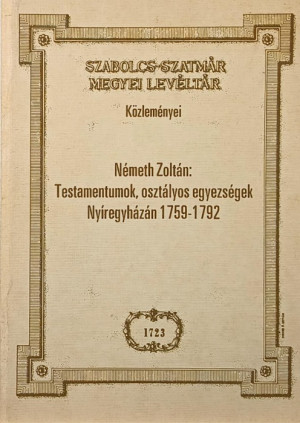 SZABOLCS-SZATMÁR
MEGYEI LEVÉLTÁR
Közleményei
Németh Zoltán:
Testamentumok, osztályos egyezségek
Nyíregyházán 1759-1792
1723